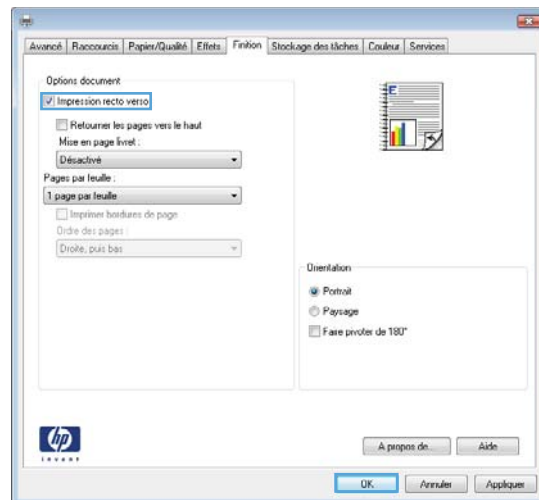 Avancé Raccourcis Papier/Qualité Effets Finition Stockage des tâches Couleur Services
Options document
Impression recto verso
Retourner les pages vers le haut
Mise en page livret :
Désactivé
Pages par feuille :
1 page par feuille
Imprimer bordures de page
Ordre des pages :
Droite, puis bas
E
Orientation
Portrait
Paysage
Faire pivoter de 180°
hp
invent
A propos de... Aide
OK Annuler Appliquer